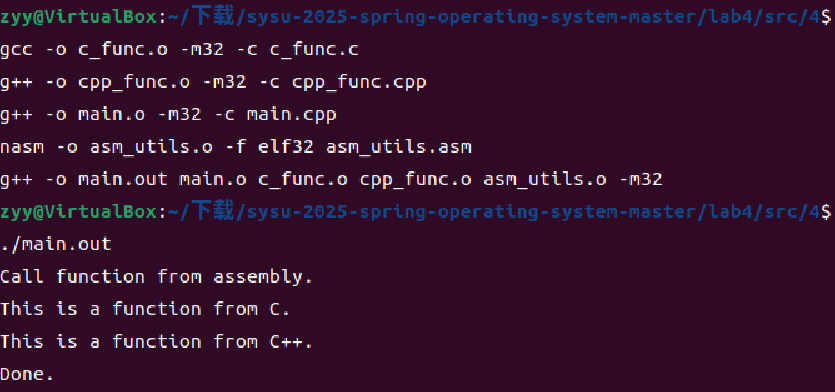 zyy@VirtualBox:~/下载/sysu-2025-spring-operating-system-master/lab4/src/4$
gcc -o c_func.o -m32 -c c_func.c
g++ -o cpp_func.o -m32 -c cpp_func.cpp
g++ -o main.o -m32 -c main.cpp
nasm -o asm_utils.o -f elf32 asm_utils.asm
g++ -o main.out main.o c_func.o cpp_func.o asm_utils.o -m32
zyy@VirtualBox:~/下载/sysu-2025-spring-operating-system-master/lab4/src/4$
./main.out
Call function from assembly.
This is a function from C.
This is a function from C++.
Done.